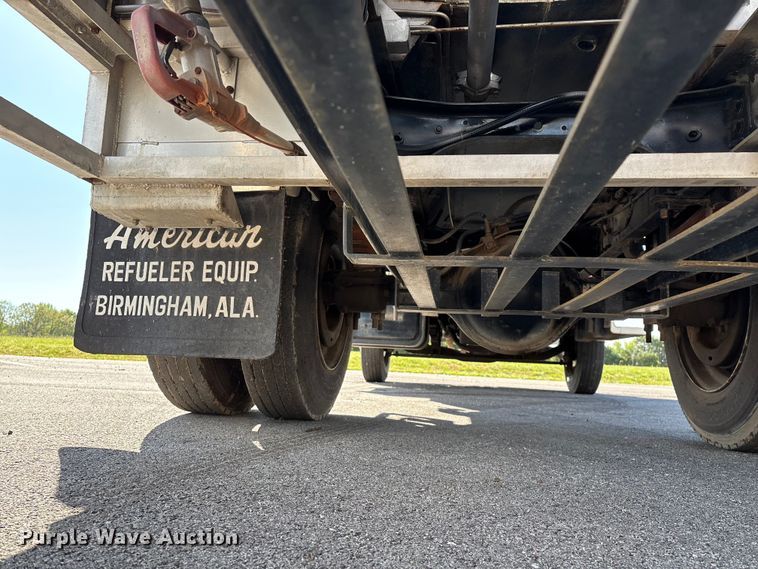 American
REFUELER EQUIP.
BIRMINGHAM, ALA.
Purple Wave Auction